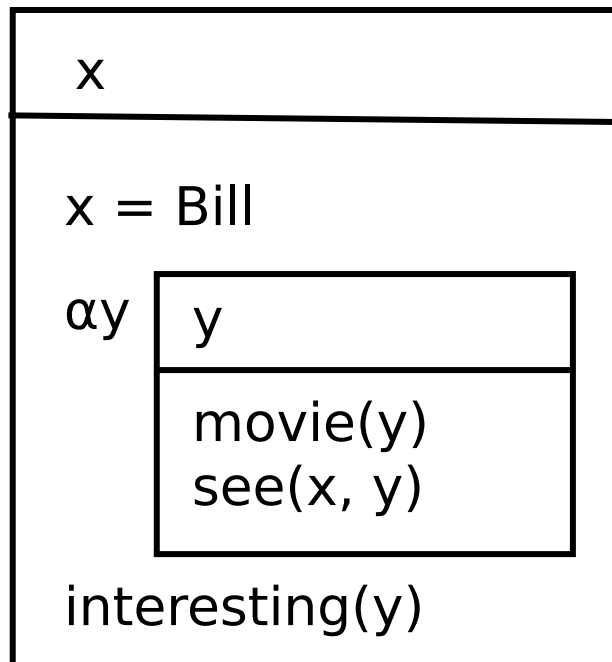 x
x = Bill
αy
y
movie(y)
see(x, y)
interesting(y)